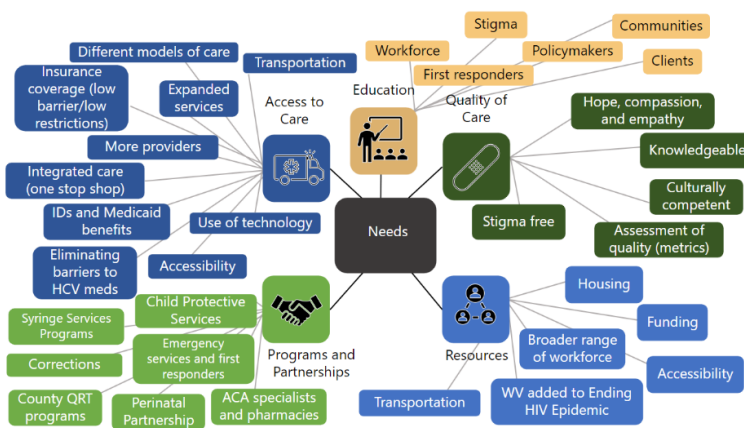 Different models of care
Insurance
coverage (low
barrier/low
restrictions)
Expanded
services
Transportation
More providers
Integrated care
(one stop shop)
IDs and Medicaid
benefits
Use of technology
Eliminating
barriers to
HCV meds
Accessibility
Access to
Care
Stigma
Communities
Workforce
Policymakers
First responders
Clients
Education
Quality of
Care
Hope, compassion,
and empathy
Knowledgeable
Culturally
competent
Stigma free
Assessment of
quality (metrics)
Needs
Child Protective
Services
Syringe Services
Programs
Emergency
services and first
responders
Corrections
County QRT
programs
Perinatal
Partnership
ACA specialists
and pharmacies
Programs and
Partnerships
Resources
Housing
Funding
Broader range
of workforce
Accessibility
Transportation
WV added to Ending
HIV Epidemic